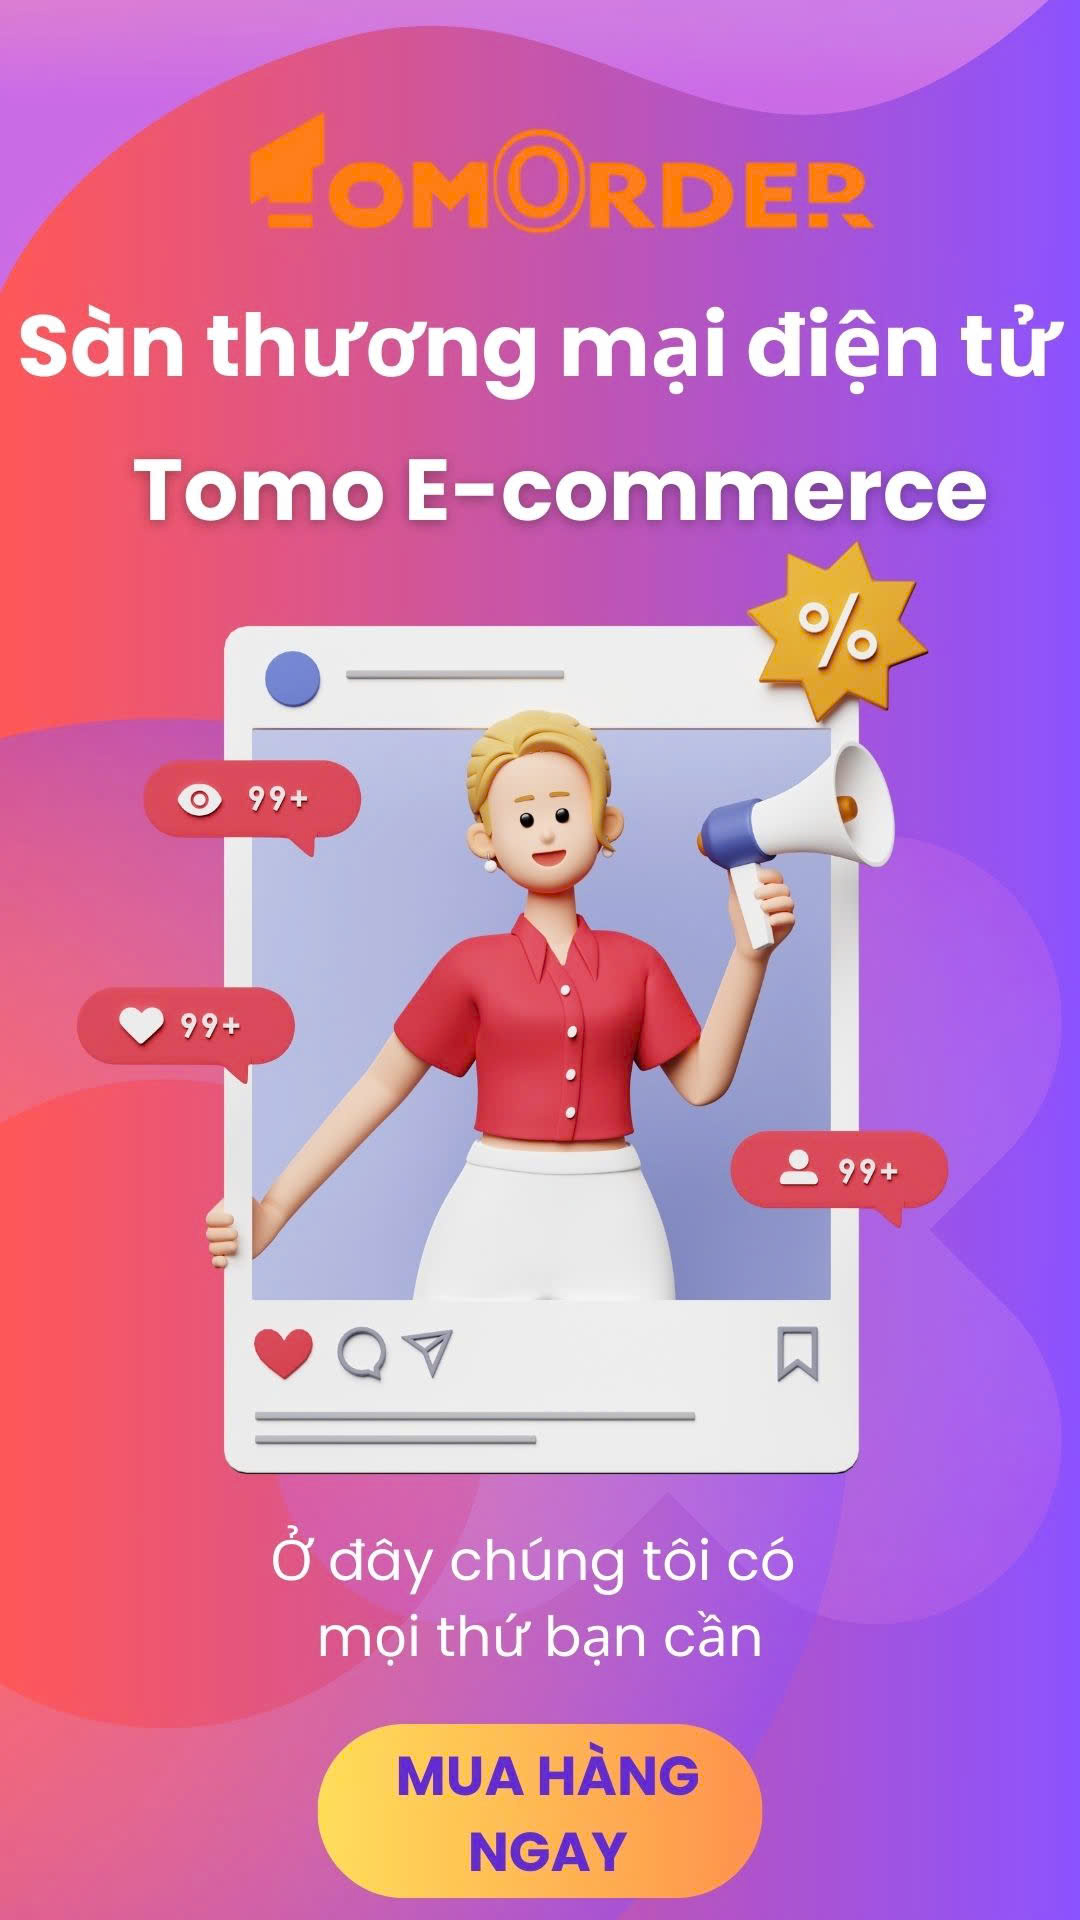 TOMORDER
Sàn thương mại điện tử
Tomo E-commerce
%
99+
99+
99+
Ở đây chúng tôi có
mọi thứ bạn cần
MUA HÀNG
NGAY